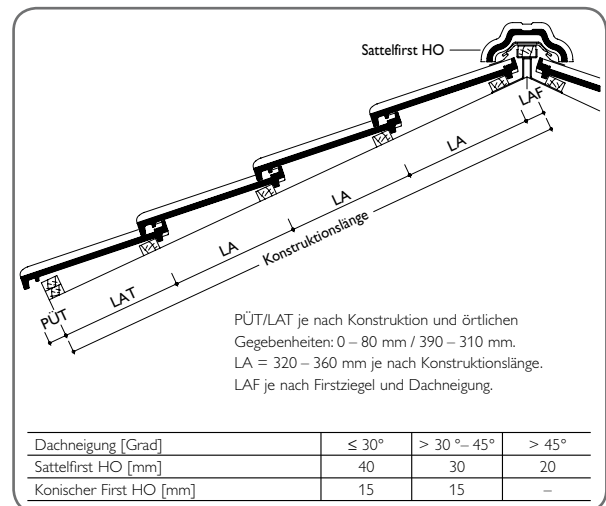 Sattelfirst HO
LAF
LA
LA
LA
Konstruktionslänge
LAT
PÜT
PÜT/LAT je nach Konstruktion und örtlichen
Gegebenheiten: 0 – 80 mm / 390 – 310 mm.
LA = 320 – 360 mm je nach Konstruktionslänge.
LAF je nach Firstziegel und Dachneigung.
Dachneigung [Grad] ≤ 30° > 30 °– 45° > 45°
Sattelfirst HO [mm] 40 30 20
Konischer First HO [mm] 15 15 –